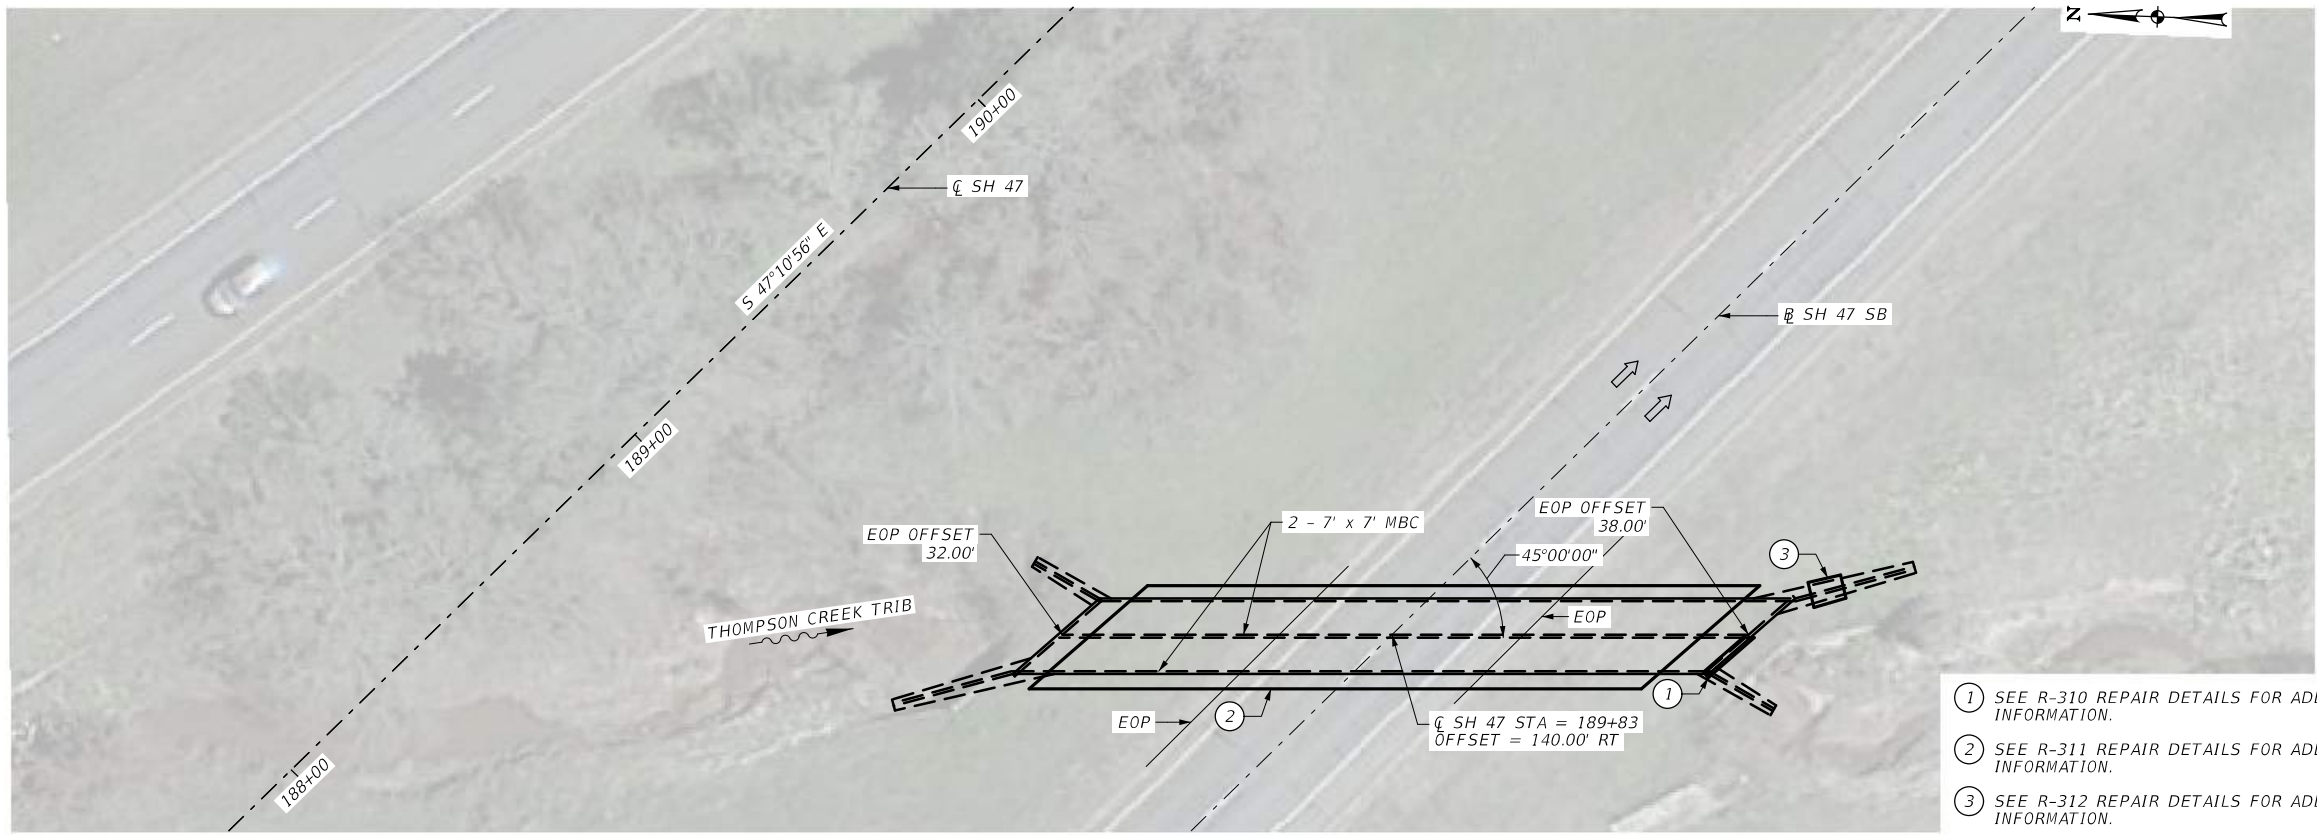 N
190+00
℄ SH 47
S 47°10'56" E
189+00
188+00
THOMPSON CREEK TRIB
EOP OFFSET
32.00'
2 - 7' x 7' MBC
EOP OFFSET
38.00'
45°00'00"
EOP
EOP
℄ SH 47 STA = 189+83
OFFSET = 140.00' RT
SH 47 SB
1
2
3
1 SEE R-310 REPAIR DETAILS FOR
INFORMATION.
2 SEE R-311 REPAIR DETAILS FOR
INFORMATION.
3 SEE R-312 REPAIR DETAILS FOR
INFORMATION.